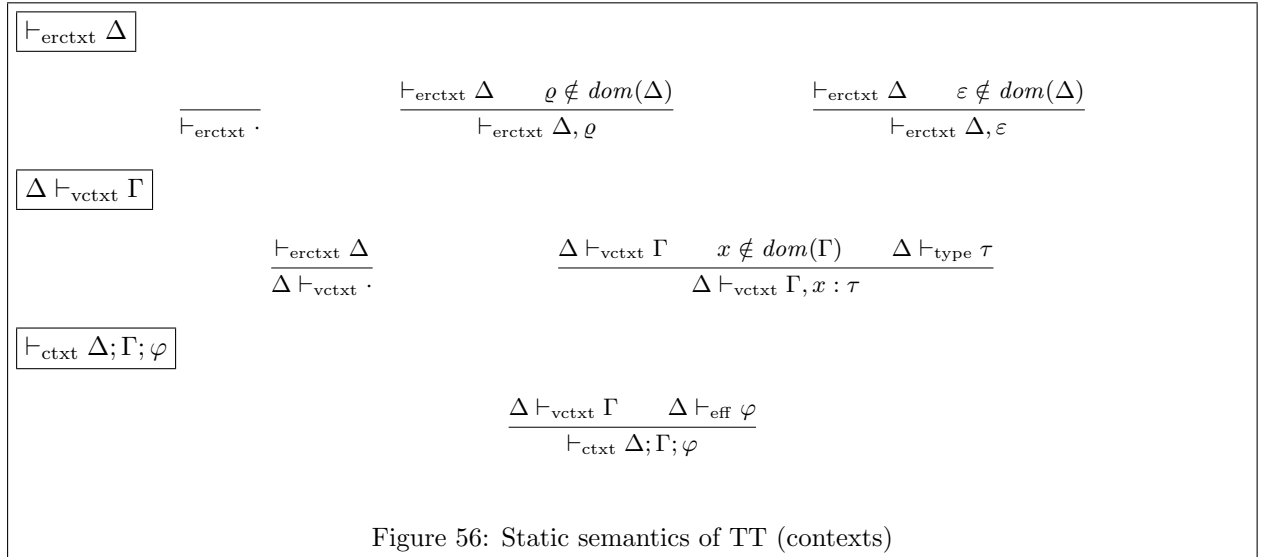 ⊢erctxt Δ
⊢erctxt Δ ϱ ∉ dom(Δ) ⊢erctxt Δ ε ∉ dom(Δ)
⊢erctxt · ⊢erctxt Δ, ϱ ⊢erctxt Δ, ε
Δ ⊢vctxt Γ
⊢erctxt Δ Δ ⊢vctxt Γ x ∉ dom(Γ) Δ ⊢type τ
Δ ⊢vctxt · Δ ⊢vctxt Γ, x : τ
⊢ctxt Δ; Γ; φ
Δ ⊢vctxt Γ Δ ⊢eff φ
⊢ctxt Δ; Γ; φ
Figure 56: Static semantics of TT (contexts)